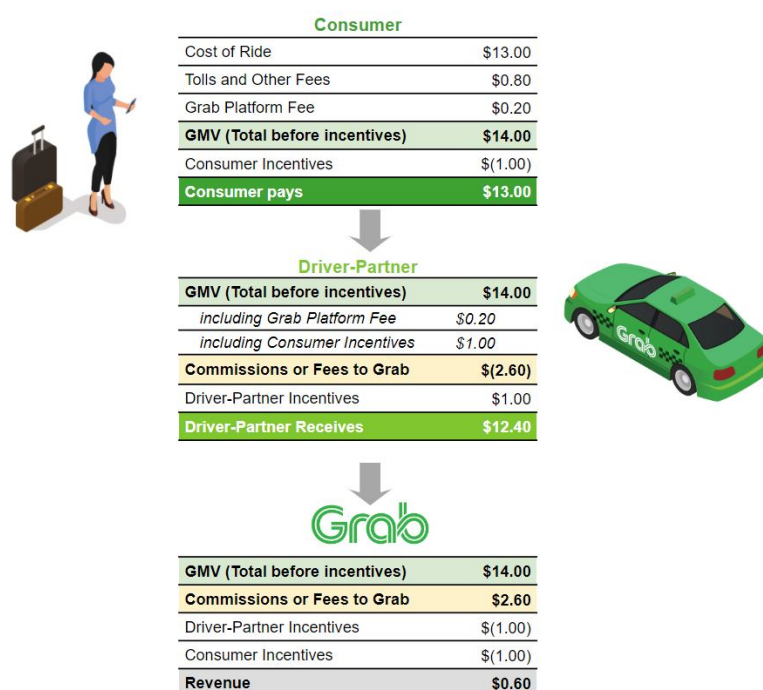 Consumer
Cost of Ride $13.00
Tolls and Other Fees $0.80
Grab Platform Fee $0.20
GMV (Total before incentives) $14.00
Consumer Incentives $(1.00)
Consumer pays $13.00
Driver-Partner
GMV (Total before incentives) $14.00
including Grab Platform Fee $0.20
including Consumer Incentives $1.00
Commissions or Fees to Grab $(2.60)
Driver-Partner Incentives $1.00
Driver-Partner Receives $12.40
Grab
Grab
GMV (Total before incentives) $14.00
Commissions or Fees to Grab $2.60
Driver-Partner Incentives $(1.00)
Consumer Incentives $(1.00)
Revenue $0.60